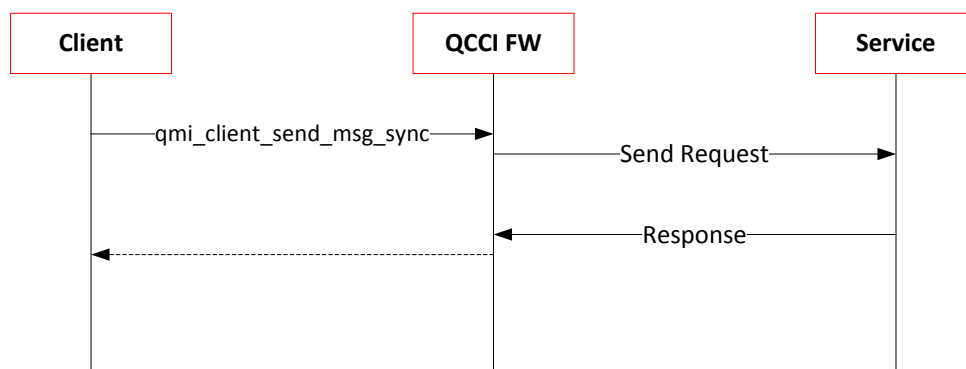 Client
QCCI FW
Service
qmi_client_send_msg_sync
Send Request
Response